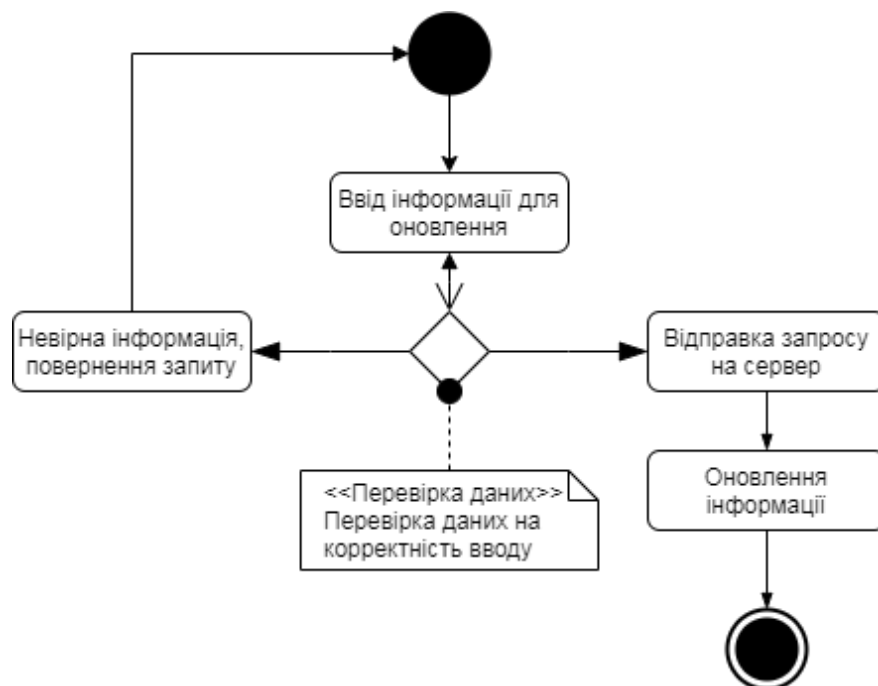 Ввід інформації для
оновлення
Невірна інформація,
повернення запиту
Відправка запросу
на сервер
<<Перевірка даних>>
Перевірка даних на
корректність вводу
Оновлення
інформації